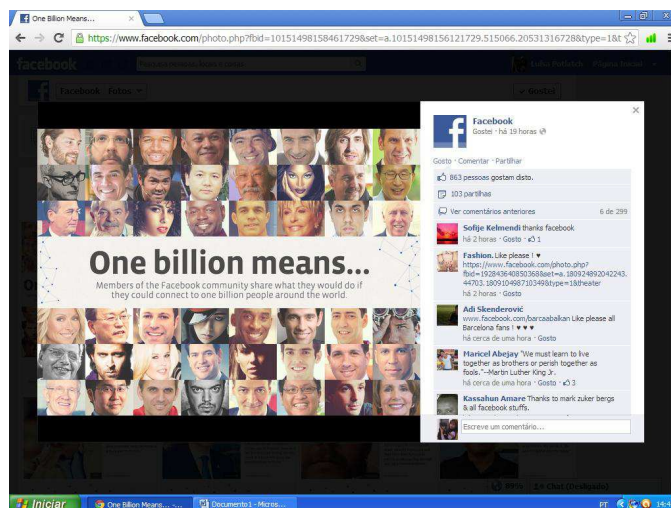 One Billion Means...
https://www.facebook.com/photo.php?fbid=10151498158461729&set=a.10151498156121729.515066.20531316728&type=1&t
facebook
Facebook Fotos
Gostei
Facebook
Gostei · há 19 horas
Gosto · Comentar · Partilhar
863 pessoas gostam disto.
103 partilhas
Ver comentários anteriores 6 de 299
Sofije Kelmendi thanks facebook
há 2 horas · Gosto · 1
Fashion. Like please ! ♥
https://www.facebook.com/photo.php?
fbid=192843640850368&set=a.180924892042243.
44703.180910498710349&type=1&theater
há 2 horas · Gosto
Adi Skenderović
www.facebook.com/barcaabalkan Like please all
Barcelona fans ! ♥ ♥ ♥
há cerca de uma hora · Gosto
Maricel Abejay "We must learn to live
together as brothers or perish together as
fools."--Martin Luther King Jr.
há cerca de uma hora · Gosto · 3
Kassahun Amare Thanks to mark zuker bergs
& all facebook stuffs.
Escreve um comentário...
One billion means...
Members of the Facebook community share what they would do if
they could connect to one billion people around the world.
Chat (Desligado)
Iniciar
One Billion Means... -...
Documento1 - Micros...
PT
14:4